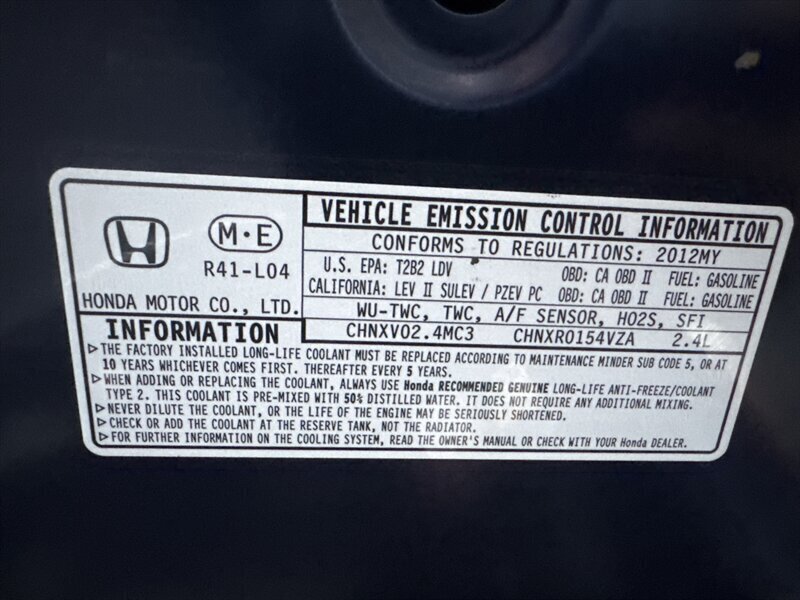 M•E
R41-L04
HONDA MOTOR CO., LTD.
VEHICLE EMISSION CONTROL INFORMATION
CONFORMS TO REGULATIONS: 2012MY
U.S. EPA: T2B2 LDV OBD: CA OBD II FUEL: GASOLINE
CALIFORNIA: LEV II SULEV / PZEV PC OBD: CA OBD II FUEL: GASOLINE
WU-TWC, TWC, A/F SENSOR, HO2S, SFI
CHNXV02.4MC3 CHNXR0154VZA 2.4L
INFORMATION
▷THE FACTORY INSTALLED LONG-LIFE COOLANT MUST BE REPLACED ACCORDING TO MAINTENANCE MINDER SUB CODE 5, OR AT
10 YEARS WHICHEVER COMES FIRST. THEREAFTER EVERY 5 YEARS.
▷WHEN ADDING OR REPLACING THE COOLANT, ALWAYS USE Honda RECOMMENDED GENUINE LONG-LIFE ANTI-FREEZE/COOLANT
TYPE 2. THIS COOLANT IS PRE-MIXED WITH 50% DISTILLED WATER. IT DOES NOT REQUIRE ANY ADDITIONAL MIXING.
▷NEVER DILUTE THE COOLANT, OR THE LIFE OF THE ENGINE MAY BE SERIOUSLY SHORTENED.
▷CHECK OR ADD THE COOLANT AT THE RESERVE TANK, NOT THE RADIATOR.
▷FOR FURTHER INFORMATION ON THE COOLING SYSTEM, READ THE OWNER'S MANUAL OR CHECK WITH YOUR Honda DEALER.